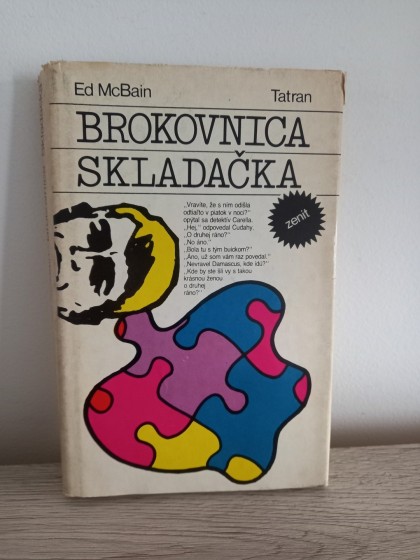 Ed McBain
Tatran
BROKOVNICA
SKLADAČKA
zenit
„Vravíte, že s ním odišla
odtiaľto v piatok v noci?"
opýtal sa detektív Carella.
„Hej," odpovedal Cudahy.
„O druhej ráno?"
„No áno."
„Bola tu s tým bvickom?"
„Áno, už som vám raz povedal."
„Nevravel Damascus, kde idú?"
„Kde by ste išli vy s takou
krásnou ženou
o druhej
ráno?"